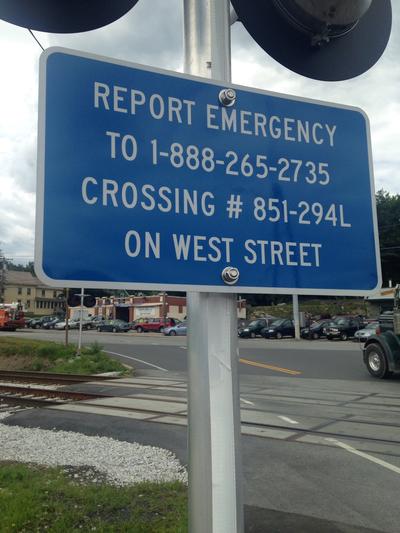 REPORT EMERGENCY
TO 1-888-265-2735
CROSSING # 851-294L
ON WEST STREET